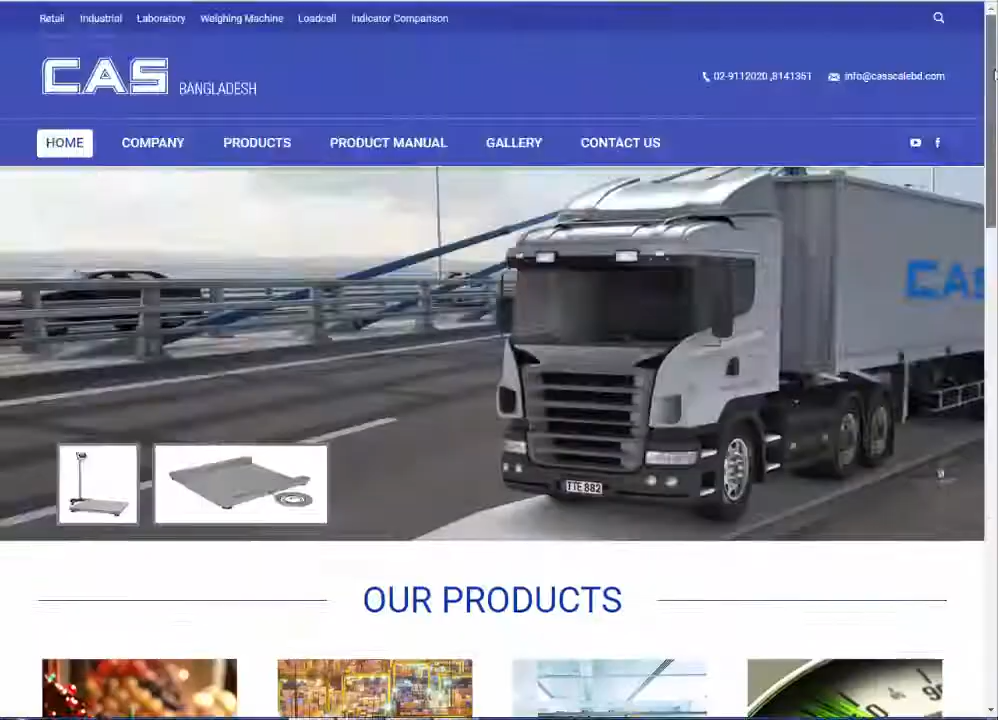 Retail Industrial Laboratory Weighing Machine Loadcell Indicator Comparison
CAS BANGLADESH
02-9112020 ,8141351 info@casscalebd.com
HOME COMPANY PRODUCTS PRODUCT MANUAL GALLERY CONTACT US
CAS
TTE 882
OUR PRODUCTS